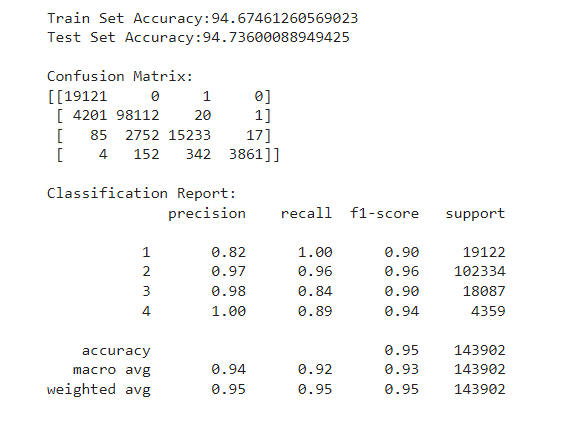 Train Set Accuracy:94.67461260569023
Test Set Accuracy:94.73600088949425
Confusion Matrix:
[[19121 0 1 0]
[ 4201 98112 20 1]
[ 85 2752 15233 17]
[ 4 152 342 3861]]
Classification Report:
precision recall f1-score support
1 0.82 1.00 0.90 19122
2 0.97 0.96 0.96 102334
3 0.98 0.84 0.90 18087
4 1.00 0.89 0.94 4359
accuracy 0.95 143902
macro avg 0.94 0.92 0.93 143902
weighted avg 0.95 0.95 0.95 143902